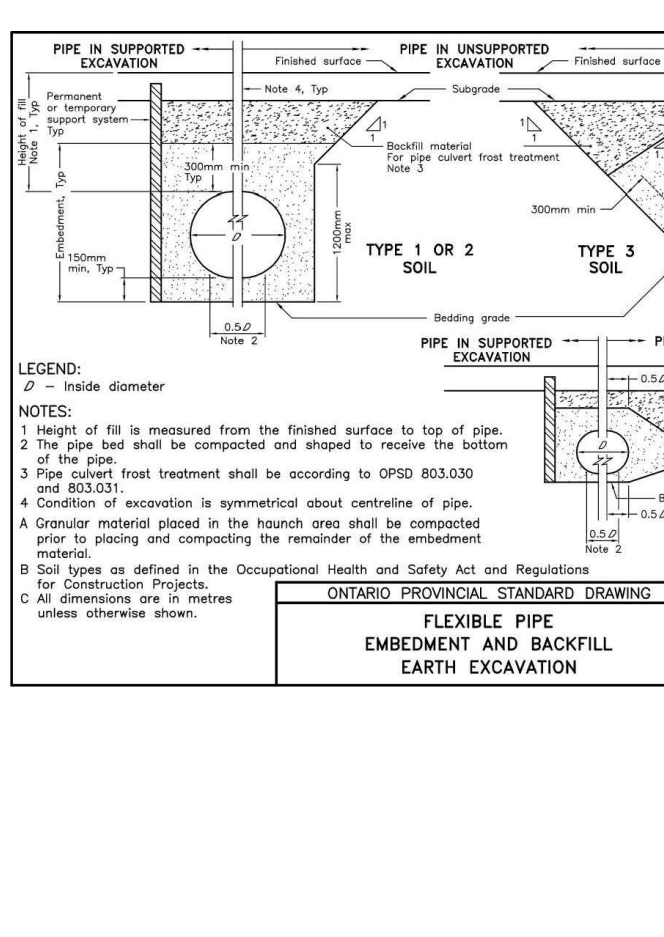 PIPE IN SUPPORTED
EXCAVATION
PIPE IN UNSUPPORTED
EXCAVATION
Finished surface
Finished surface
Note 4, Typ
Subgrade
Permanent
or temporary
support system
Typ
Height of fill
Note 1, Typ
1
1
1
1
1.
Backfill material
For pipe culvert frost treatment
Note 3
300mm min
Typ
300mm min
Embedment, Typ
D
1200mm
max
TYPE 1 OR 2
SOIL
TYPE 3
SOIL
150mm
min, Typ
Bedding grade
0.5D
Note 2
PIPE IN SUPPORTED
EXCAVATION
0.5
D
B
0.5
0.5D
Note 2
LEGEND:
D – Inside diameter
NOTES:
1 Height of fill is measured from the finished surface to top of pipe.
2 The pipe bed shall be compacted and shaped to receive the bottom
of the pipe.
3 Pipe culvert frost treatment shall be according to OPSD 803.030
and 803.031.
4 Condition of excavation is symmetrical about centreline of pipe.
A Granular material placed in the haunch area shall be compacted
prior to placing and compacting the remainder of the embedment
material.
B Soil types as defined in the Occupational Health and Safety Act and Regulations
for Construction Projects.
C All dimensions are in metres
unless otherwise shown.
ONTARIO PROVINCIAL STANDARD DRAWING
FLEXIBLE PIPE
EMBEDMENT AND BACKFILL
EARTH EXCAVATION